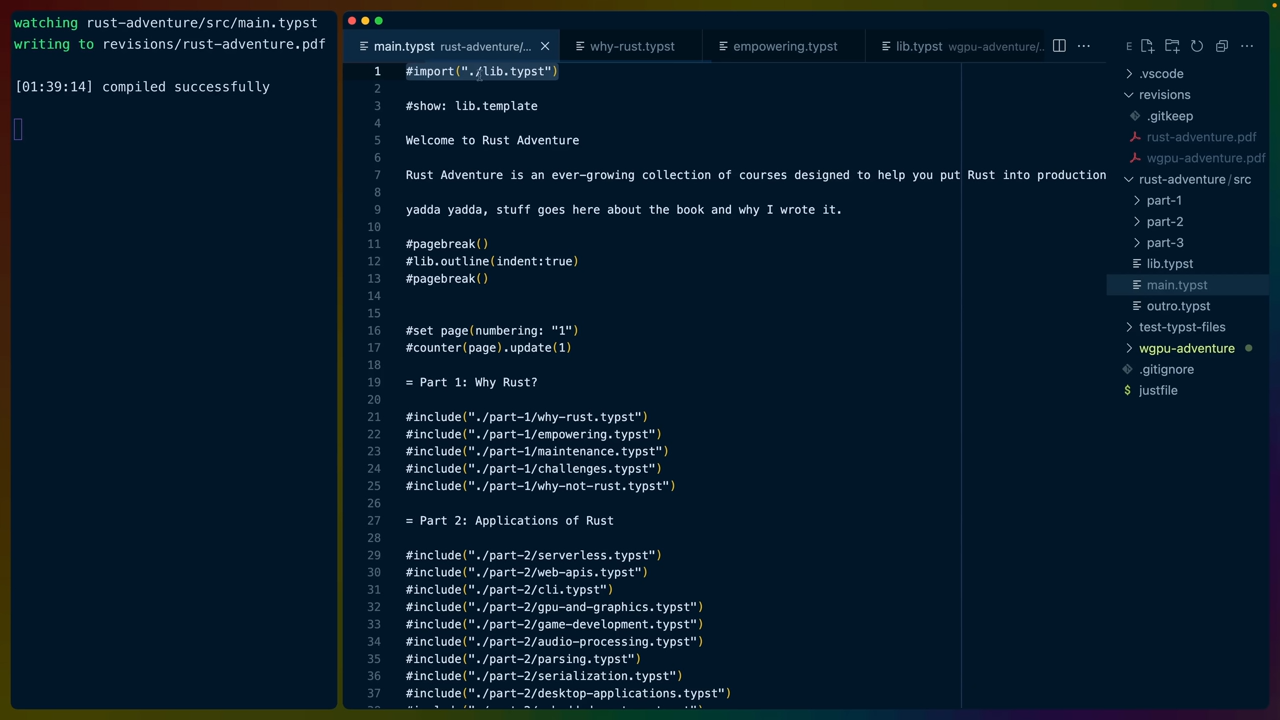 watching rust-adventure/src/main.typst
writing to revisions/rust-adventure.pdf
[01:39:14] compiled successfully
main.typst rust-adventure/...
why-rust.typst
empowering.typst
lib.typst wgpu-adventure/..
1 #import("./lib.typst")
2
3 #show: lib.template
4
5 Welcome to Rust Adventure
6
7 Rust Adventure is an ever-growing collection of courses designed to help you put Rust into production
8
9 yadda yadda, stuff goes here about the book and why I wrote it.
10
11 #pagebreak()
12 #lib.outline(indent:true)
13 #pagebreak()
14
15
16 #set page(numbering: "1")
17 #counter(page).update(1)
18
19 = Part 1: Why Rust?
20
21 #include("./part-1/why-rust.typst")
22 #include("./part-1/empowering.typst")
23 #include("./part-1/maintenance.typst")
24 #include("./part-1/challenges.typst")
25 #include("./part-1/why-not-rust.typst")
26
27 = Part 2: Applications of Rust
28
29 #include("./part-2/serverless.typst")
30 #include("./part-2/web-apis.typst")
31 #include("./part-2/cli.typst")
32 #include("./part-2/gpu-and-graphics.typst")
33 #include("./part-2/game-development.typst")
34 #include("./part-2/audio-processing.typst")
35 #include("./part-2/parsing.typst")
36 #include("./part-2/serialization.typst")
37 #include("./part-2/desktop-applications.typst")
E
.vscode
revisions
.gitkeep
rust-adventure.pdf
wgpu-adventure.pdf
rust-adventure/src
part-1
part-2
part-3
lib.typst
main.typst
outro.typst
test-typst-files
wgpu-adventure
.gitignore
justfile